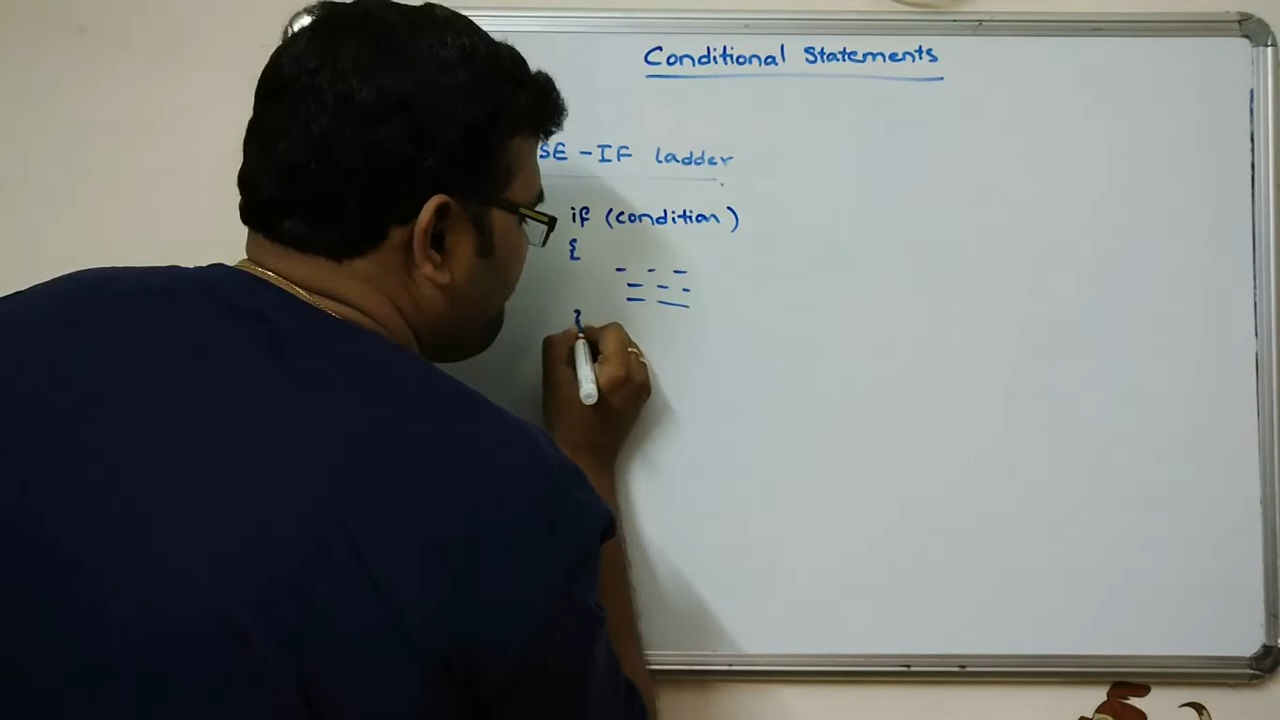 Conditional Statements
SE-IF ladder
if (condition)
{
}